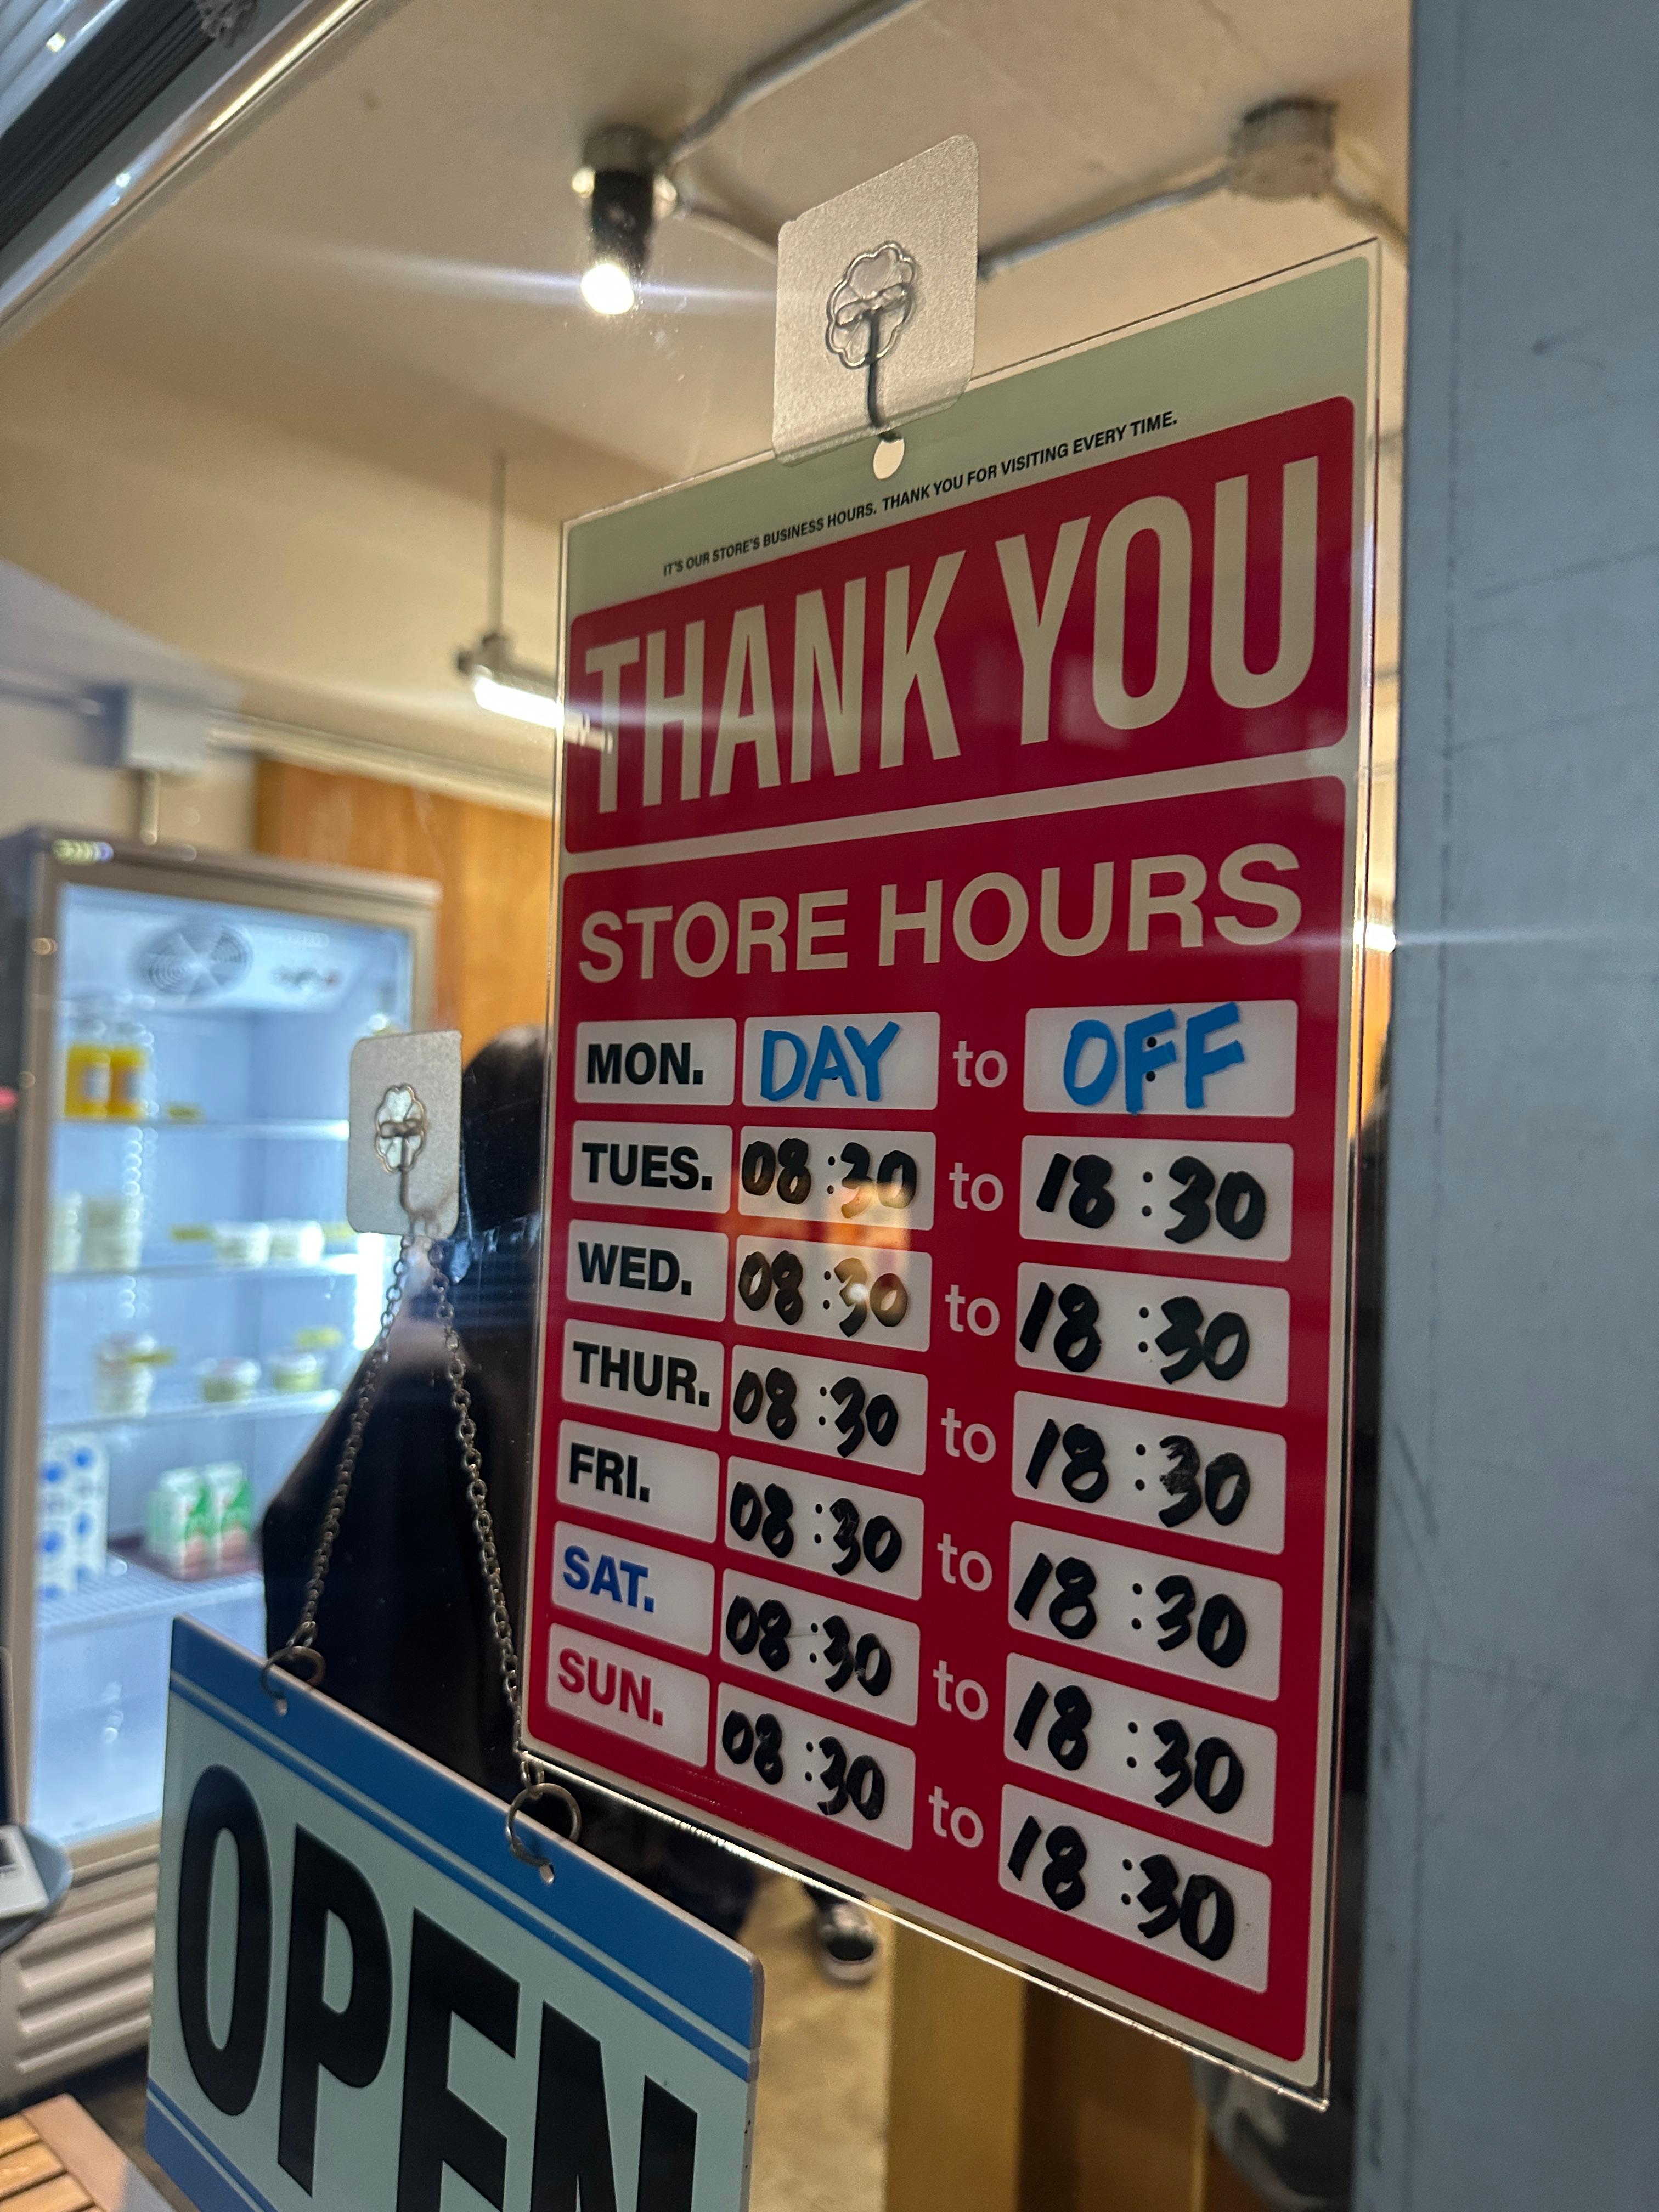 IT'S OUR STORE'S BUSINESS HOURS. THANK YOU FOR VISITING EVERY TIME.
THANK YOU
STORE HOURS
MON. DAY to OFF
TUES. 08:30 to 18:30
WED. 08:30 to 18:30
THUR. 08:30 to 18:30
FRI. 08:30 to 18:30
SAT. 08:30 to 18:30
SUN. 08:30 to 18:30
OPEN